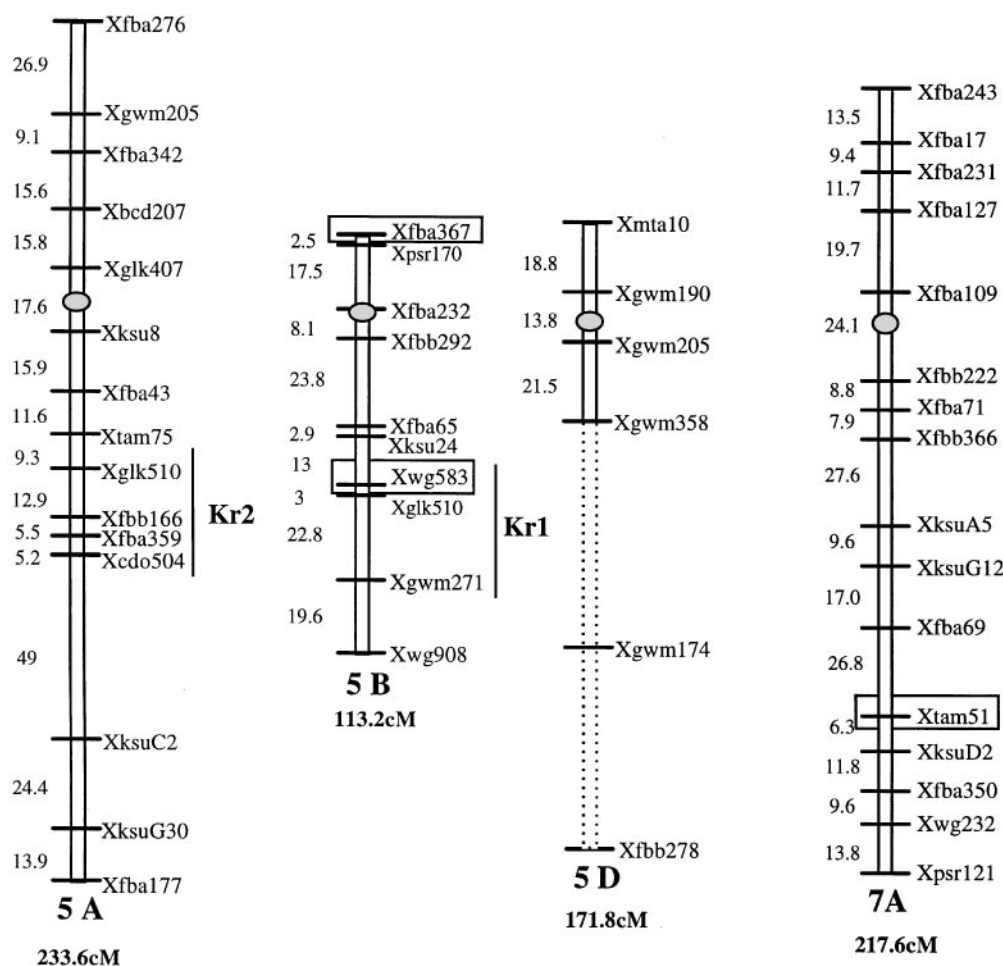 Xfba276
26.9
Xgwm205
9.1
Xfba342
15.6
Xbcd207
15.8
Xglk407
17.6
Xksu8
15.9
Xfba43
11.6
Xtam75
9.3
Xglk510
12.9
Xfbb166
5.5
Xfba359
5.2
Xcdo504
Kr2
49
XksuC2
24.4
XksuG30
13.9
Xfba177
5 A
233.6cM
Xfba367
2.5
Xpsr170
17.5
Xfba232
8.1
Xfbb292
23.8
Xfba65
2.9
Xksu24
13
Xwg583
3
Xglk510
22.8
Kr1
Xgwm271
19.6
Xwg908
5 B
113.2cM
Xmta10
18.8
Xgwm190
13.8
Xgwm205
21.5
Xgwm358
Xgwm174
Xfbb278
5 D
171.8cM
Xfba243
13.5
Xfba17
9.4
Xfba231
11.7
Xfba127
19.7
Xfba109
24.1
Xfbb222
8.8
Xfba71
7.9
Xfbb366
27.6
XksuA5
9.6
XksuG12
17.0
Xfba69
26.8
Xtam51
6.3
XksuD2
11.8
Xfba350
9.6
Xwg232
13.8
Xpsr121
7A
217.6cM